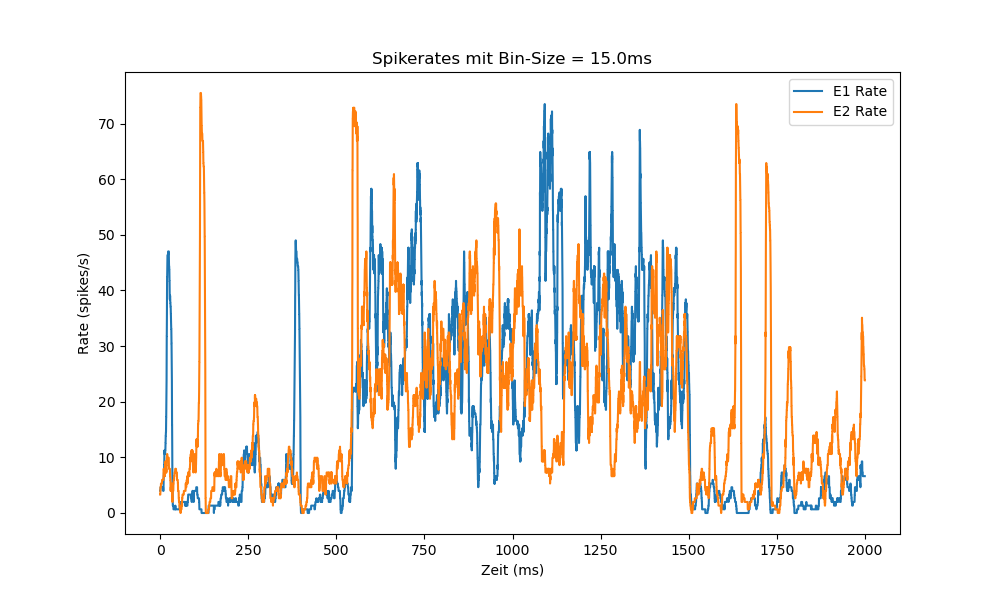 Spikerates mit Bin-Size = 15.0ms
E1 Rate
E2 Rate
Rate (spikes/s)
70
60
50
40
30
20
10
0
0 250 500 750 1000 1250 1500 1750 2000
Zeit (ms)